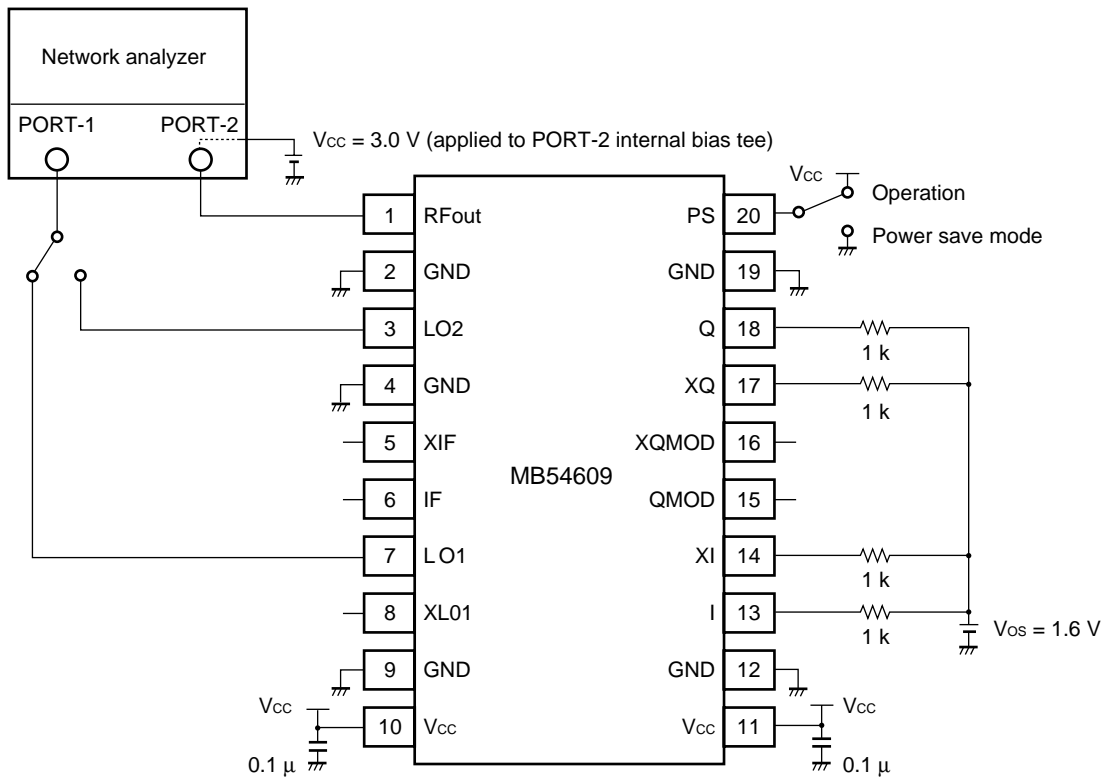 Network analyzer
PORT-1 PORT-2
Vcc = 3.0 V (applied to PORT-2 internal bias tee)
Vcc
Operation
Power save mode
1 RFout PS 20
2 GND GND 19
3 LO2 Q 18
1 k
4 GND XQ 17
1 k
5 XIF XQMOD 16
MB54609
6 IF QMOD 15
7 LO1 XI 14
1 k
8 XL01 I 13
1 k
Vos = 1.6 V
9 GND GND 12
Vcc Vcc
10 Vcc Vcc 11
0.1 µ 0.1 µ